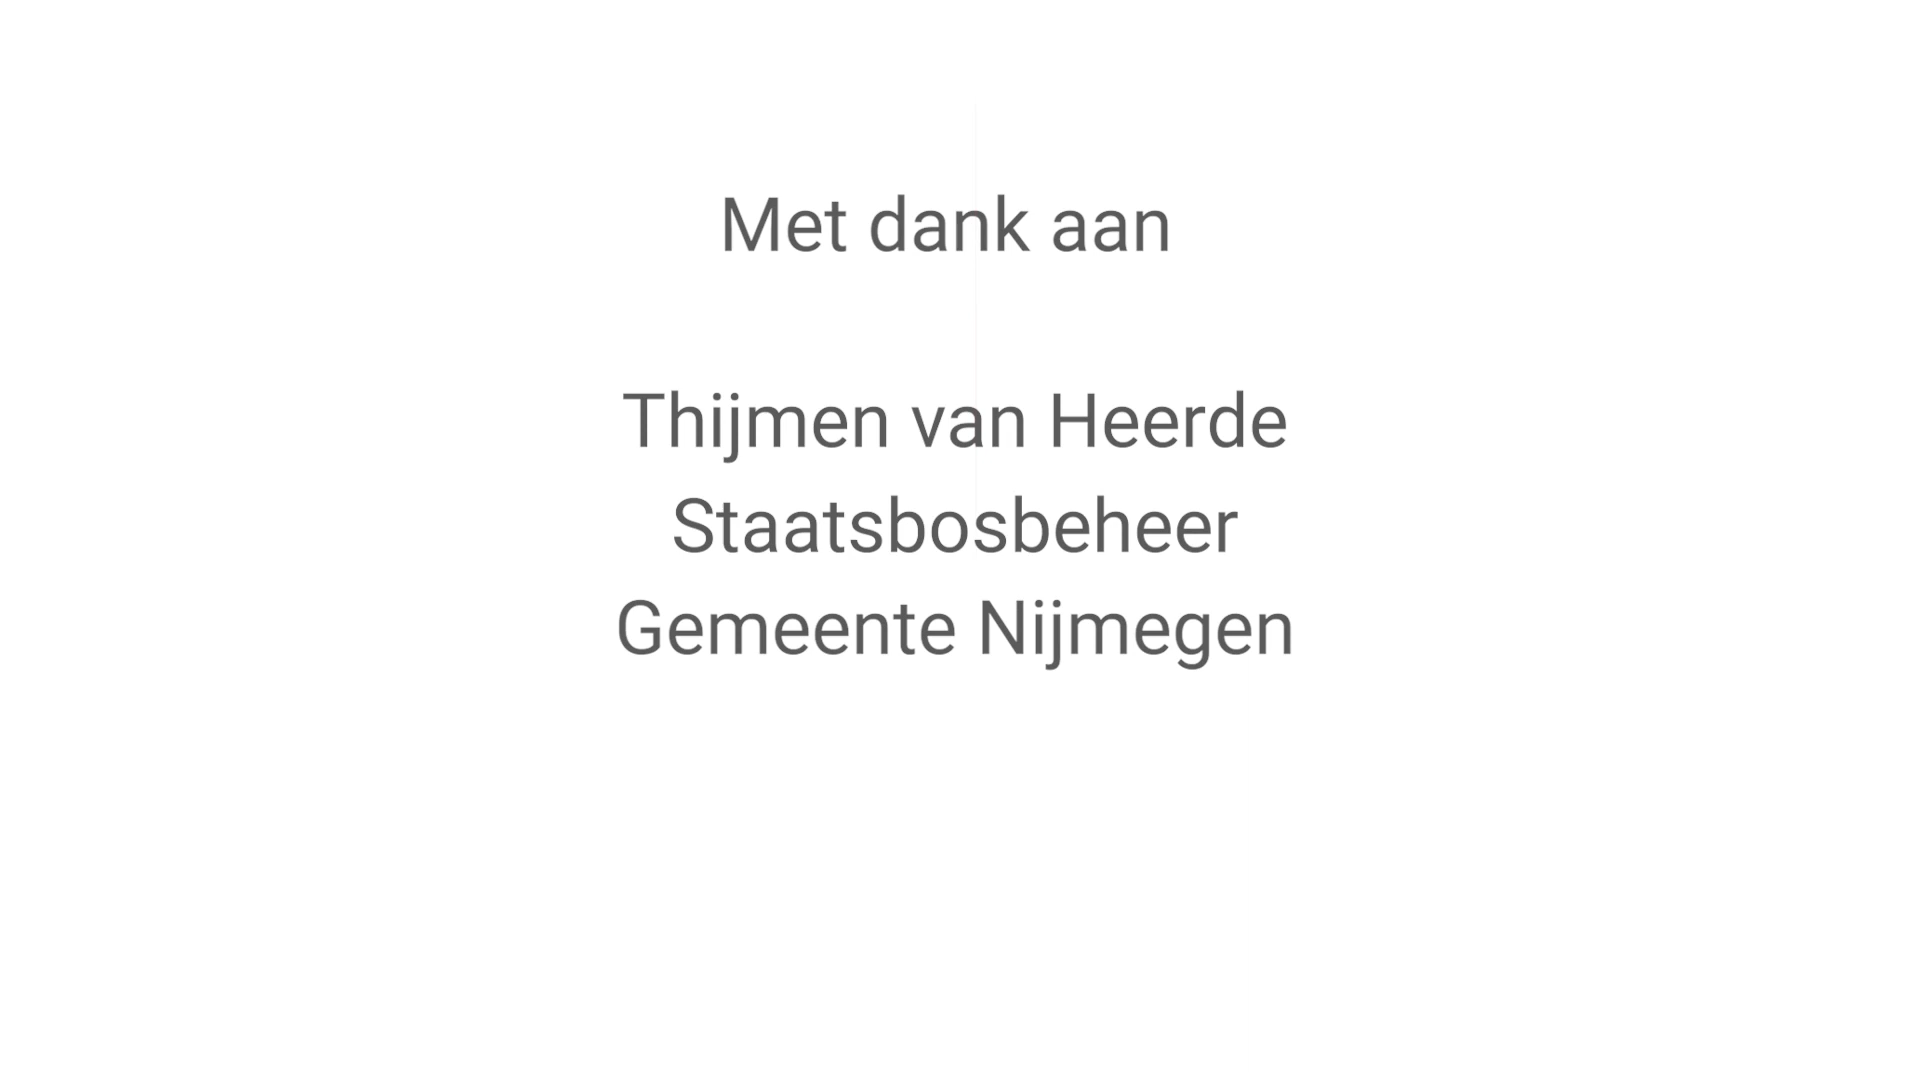 Met dank aan
Thijmen van Heerde
Staatsbosbeheer
Gemeente Nijmegen